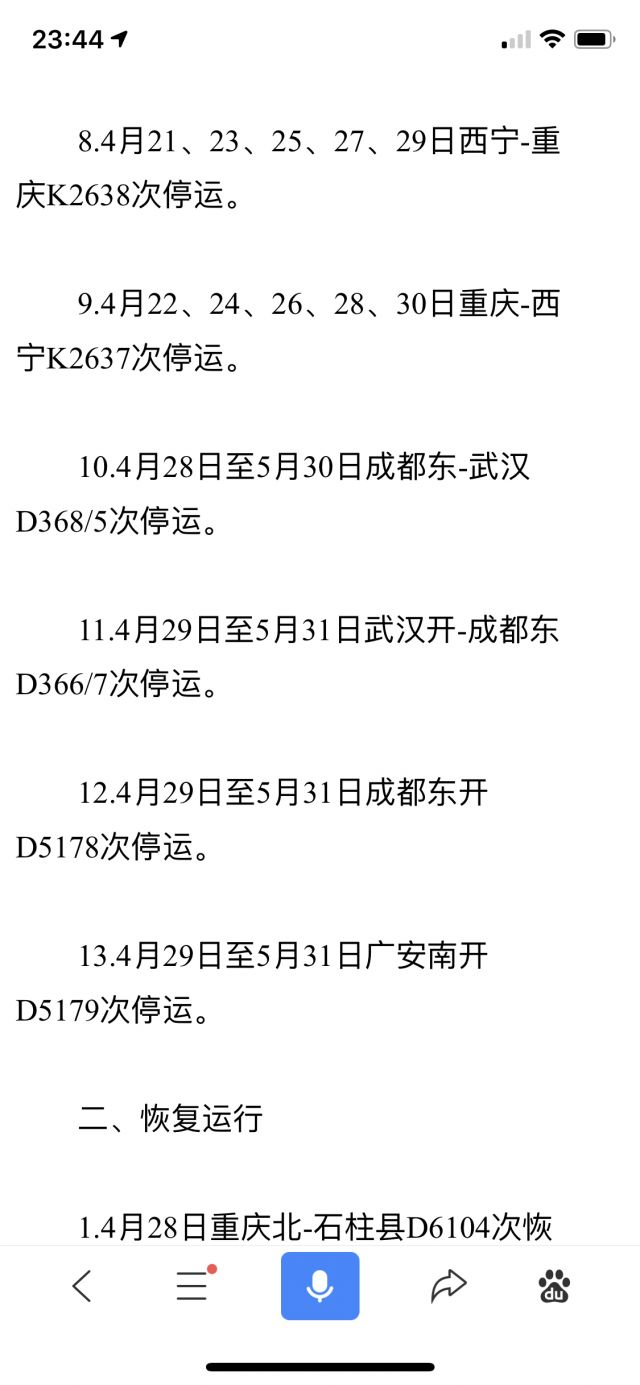 23:44
8.4月21、23、25、27、29日西宁-重
庆K2638次停运。
9.4月22、24、26、28、30日重庆-西
宁K2637次停运。
10.4月28日至5月30日成都东-武汉
D368/5次停运。
11.4月29日至5月31日武汉开-成都东
D366/7次停运。
12.4月29日至5月31日成都东开
D5178次停运。
13.4月29日至5月31日广安南开
D5179次停运。
二、恢复运行
1.4月28日重庆北-石柱县D6104次恢
du